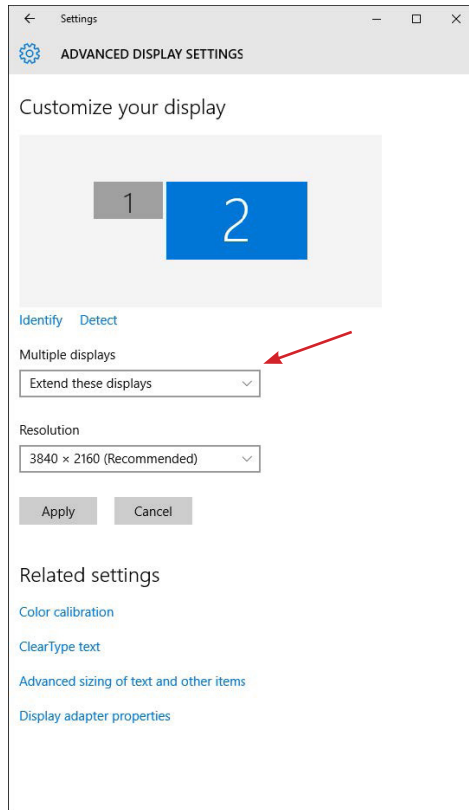 Settings
ADVANCED DISPLAY SETTINGS
Customize your display
1
2
Identify Detect
Multiple displays
Extend these displays
Resolution
3840 × 2160 (Recommended)
Apply Cancel
Related settings
Color calibration
ClearType text
Advanced sizing of text and other items
Display adapter properties